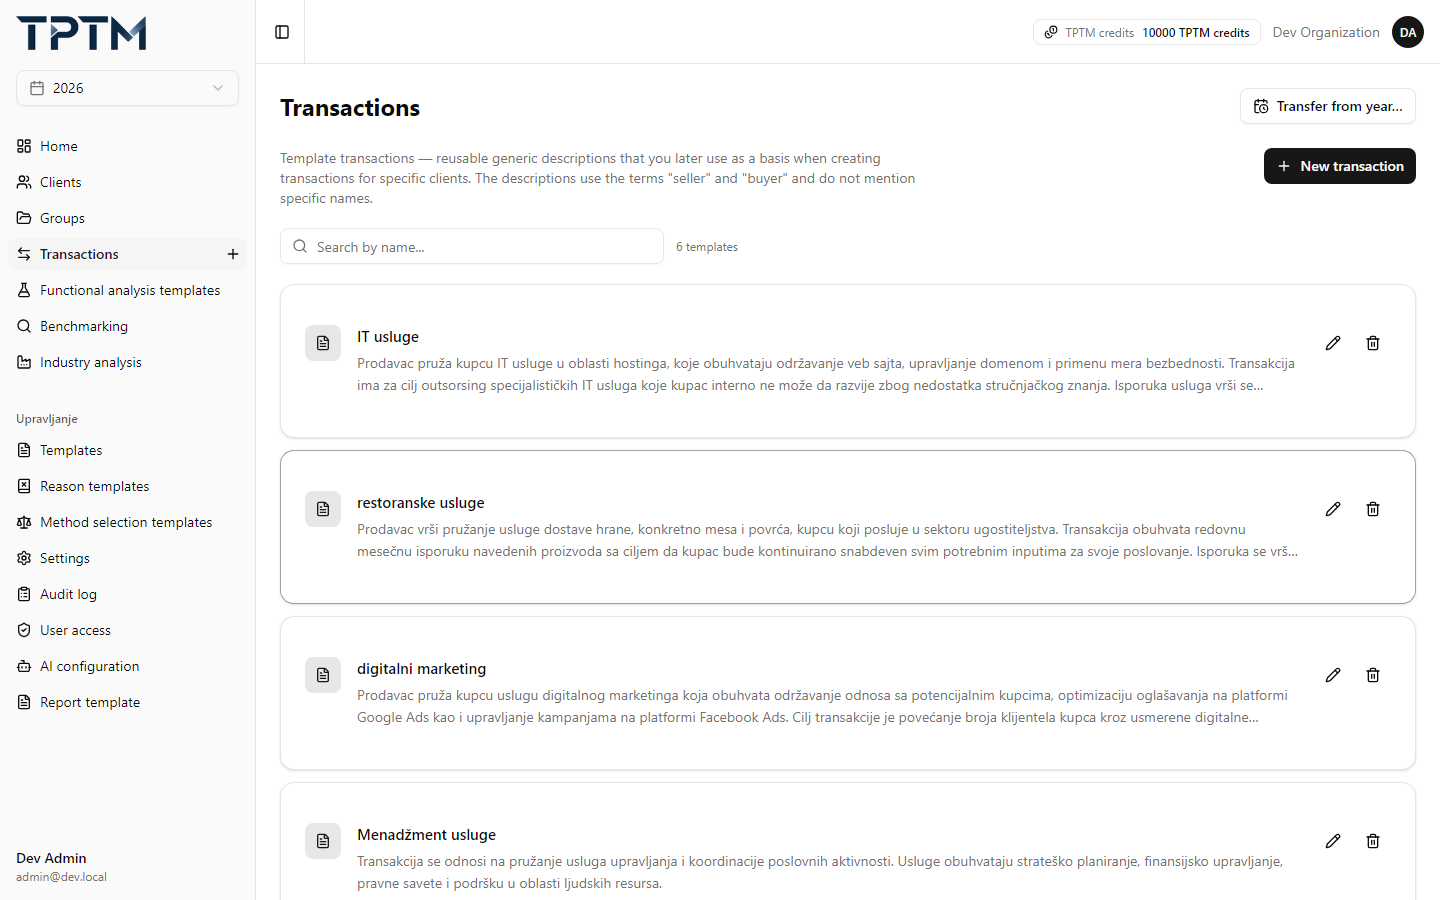 TPTM
2026
Home
Clients
Groups
Transactions
Functional analysis templates
Benchmarking
Industry analysis
Upravljanje
Templates
Reason templates
Method selection templates
Settings
Audit log
User access
AI configuration
Report template
Dev Admin
admin@dev.local
TPTM credits 10000 TPTM credits
Dev Organization
DA
Transactions
Transfer from year...
Template transactions — reusable generic descriptions that you later use as a basis when creating
transactions for specific clients. The descriptions use the terms "seller" and "buyer" and do not mention
specific names.
New transaction
Search by name...
6 templates
IT usluge
Prodavac pruža kupcu IT usluge u oblasti hostinga, koje obuhvataju održavanje veb sajta, upravljanje domenom i primenu mera bezbednosti. Transakcija
ima za cilj outsorsing specijalističkih IT usluga koje kupac interno ne može da razvije zbog nedostatka stručnjačkog znanja. Isporuka usluga vrši se...
restoranske usluge
Prodavac vrši pružanje usluge dostave hrane, konkretno mesa i povrća, kupcu koji posluje u sektoru ugostiteljstva. Transakcija obuhvata redovnu
mesečnu isporuku navedenih proizvoda sa ciljem da kupac bude kontinuirano snabdeven svim potrebnim inputima za svoje poslovanje. Isporuka se vrš...
digitalni marketing
Prodavac pruža kupcu uslugu digitalnog marketinga koja obuhvata održavanje odnosa sa potencijalnim kupcima, optimizaciju oglašavanja na platformi
Google Ads kao i upravljanje kampanjama na platformi Facebook Ads. Cilj transakcije je povećanje broja klijentela kupca kroz usmerene digitalne...
Menadžment usluge
Transakcija se odnosi na pružanje usluga upravljanja i koordinacije poslovnih aktivnosti. Usluge obuhvataju strateško planiranje, finansijsko upravljanje,
pravne savete i podršku u oblasti ljudskih resursa.